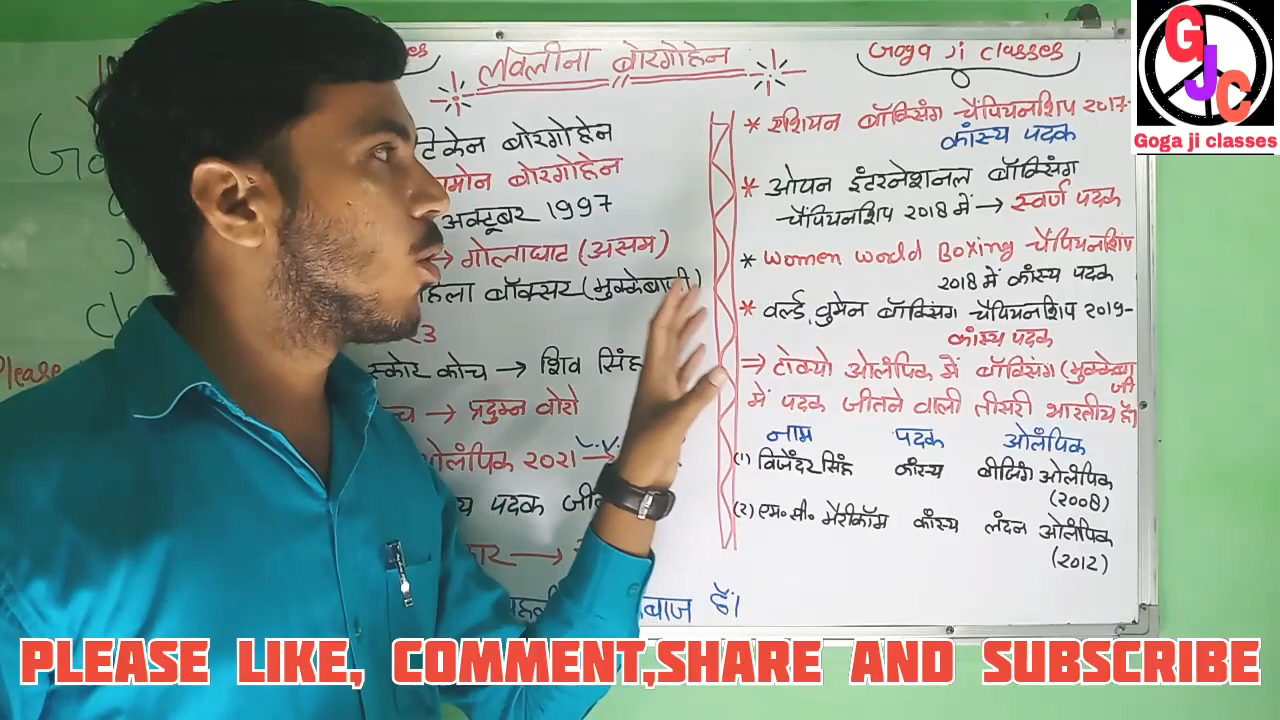 लवलीना बोरगोहेन
Goga Ji classes
GJC
Goga ji classes
टिकेन बोरगोहेन
मामोन बोरगोहेन
अक्टूबर 1997
→ गोलाघाट (असम)
महिला बॉक्सर (मुक्केबाजी)
23
कोच → शिव सिंह
→ प्रदुम्न वोरो
ओलंपिक 2021 →
पदक
→
हैं।
* एशियन बॉक्सिंग चैंपियनशिप 2017-
कांस्य पदक
* ओपन इंटरनेशनल बॉक्सिंग
चैंपियनशिप 2018 में → स्वर्ण पदक
* Women World Boxing चैंपियनशिप
2018 में कांस्य पदक
* वर्ल्ड वुमेन बॉक्सिंग चैंपियनशिप 2019-
कांस्य पदक
⇒ टोक्यो ओलंपिक में बॉक्सिंग (मुक्केबा
जी
में पदक जीतने वाली तीसरी भारतीय हैं।
नाम पदक ओलंपिक
(1) विजेंदर सिंह कांस्य बीजिंग ओलंपिक
(2008)
(2) एम॰ सी॰ मैरीकॉम कांस्य लंदन ओलंपिक
(2012)
Please
PLEASE LIKE, COMMENT,SHARE AND SUBSCRIBE